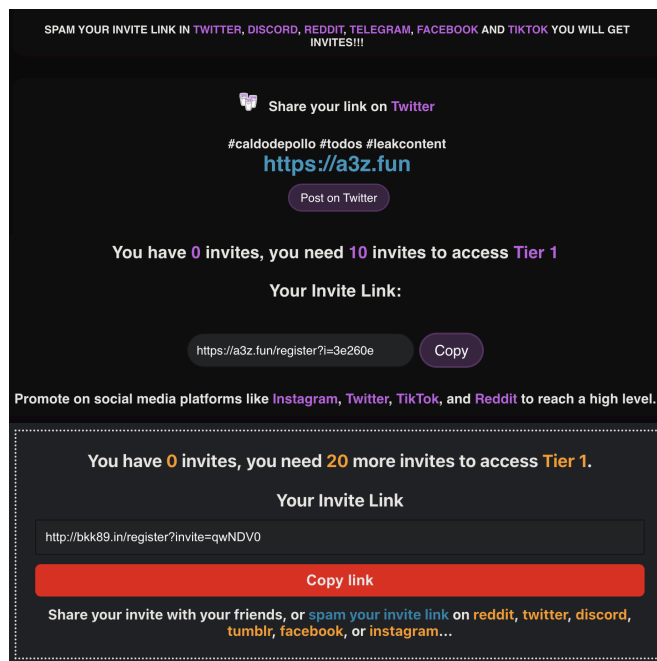 SPAM YOUR INVITE LINK IN TWITTER, DISCORD, REDDIT, TELEGRAM, FACEBOOK AND TIKTOK YOU WILL GET
INVITES!!!
Share your link on Twitter
#caldodepollo #todos #leakcontent
https://a3z.fun
Post on Twitter
You have 0 invites, you need 10 invites to access Tier 1
Your Invite Link:
https://a3z.fun/register?i=3e260e
Copy
Promote on social media platforms like Instagram, Twitter, TikTok, and Reddit to reach a high level.
You have 0 invites, you need 20 more invites to access Tier 1.
Your Invite Link
http://bkk89.in/register?invite=qwNDV0
Copy link
Share your invite with your friends, or spam your invite link on reddit, twitter, discord,
tumblr, facebook, or instagram...